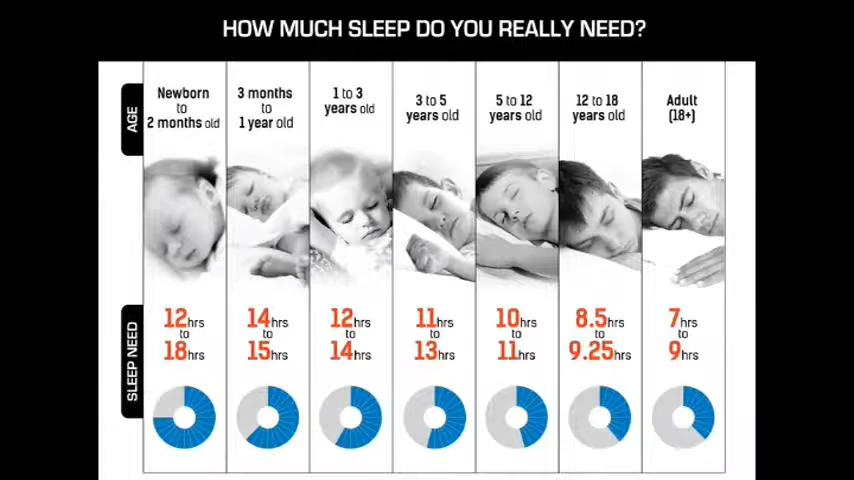 HOW MUCH SLEEP DO YOU REALLY NEED?
AGE
Newborn
to
2 months old
3 months
to
1 year old
1 to 3
years old
3 to 5
years old
5 to 12
years old
12 to 18
years old
Adult
(18+)
SLEEP NEED
12hrs
to
18hrs
14hrs
to
15hrs
12hrs
to
14hrs
11hrs
to
13hrs
10hrs
to
11hrs
8.5hrs
to
9.25hrs
7hrs
to
9hrs